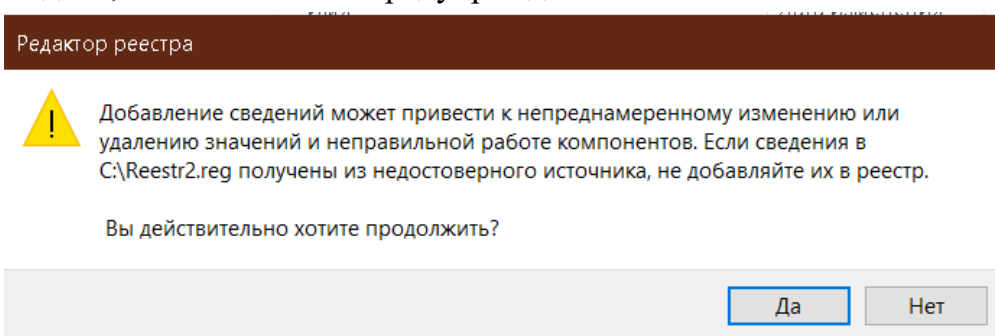 Редактор реестра
Добавление сведений может привести к непреднамеренному изменению или
удалению значений и неправильной работе компонентов. Если сведения в
C:\Reestr2.reg получены из недостоверного источника, не добавляйте их в реестр.
Вы действительно хотите продолжить?
Да Нет